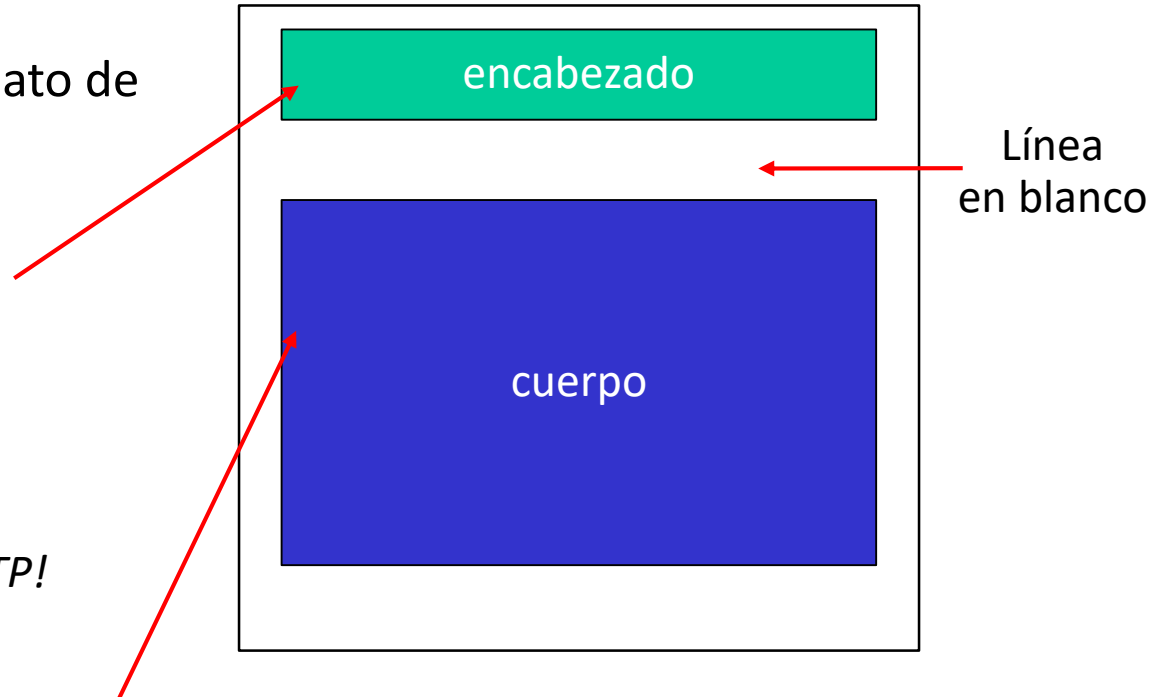 encabezado
ato de
Línea
en blanco
cuerpo
TP!